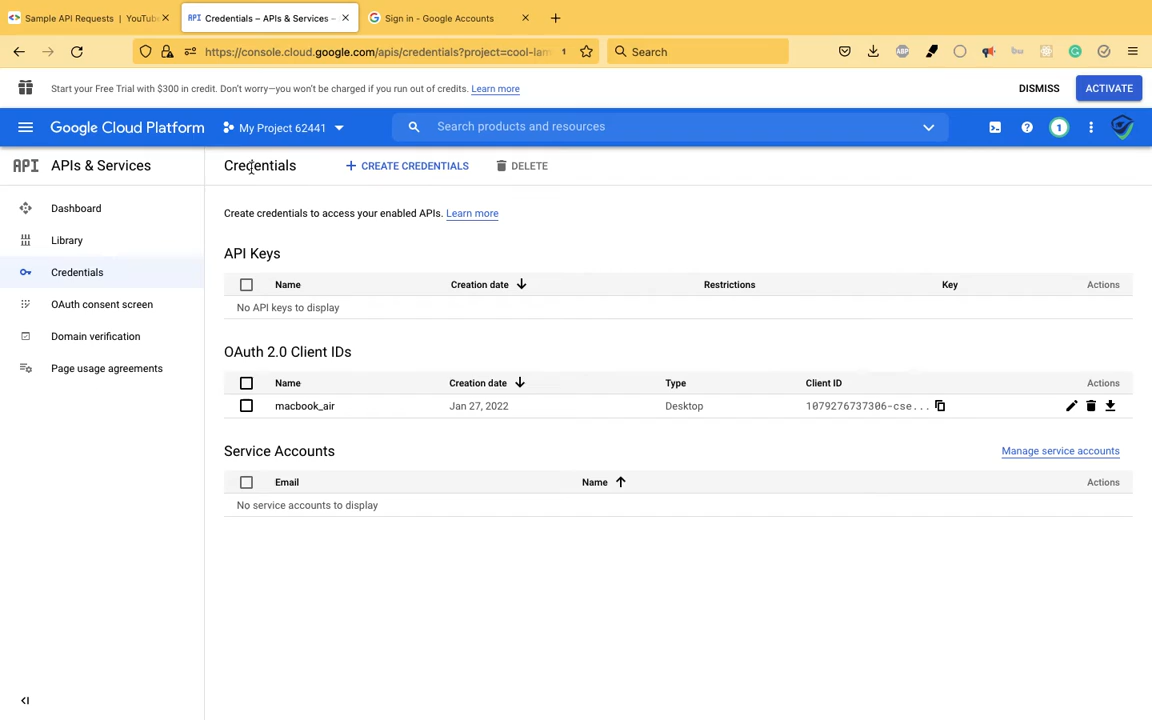 Sample API Requests | YouTub
API Credentials – APIs & Services –
Sign in - Google Accounts
https://console.cloud.google.com/apis/credentials?project=cool-lam 1
Search
ABP
Start your Free Trial with $300 in credit. Don't worry—you won't be charged if you run out of credits. Learn more
DISMISS
ACTIVATE
Google Cloud Platform
My Project 62441
Search products and resources
1
API APIs & Services
Credentials
CREATE CREDENTIALS
DELETE
Dashboard
Library
Credentials
OAuth consent screen
Domain verification
Page usage agreements
Create credentials to access your enabled APIs. Learn more
API Keys
Name Creation date Restrictions Key Actions
No API keys to display
OAuth 2.0 Client IDs
Name Creation date Type Client ID Actions
macbook_air Jan 27, 2022 Desktop 1079276737306-cse...
Service Accounts
Manage service accounts
Email Name Actions
No service accounts to display